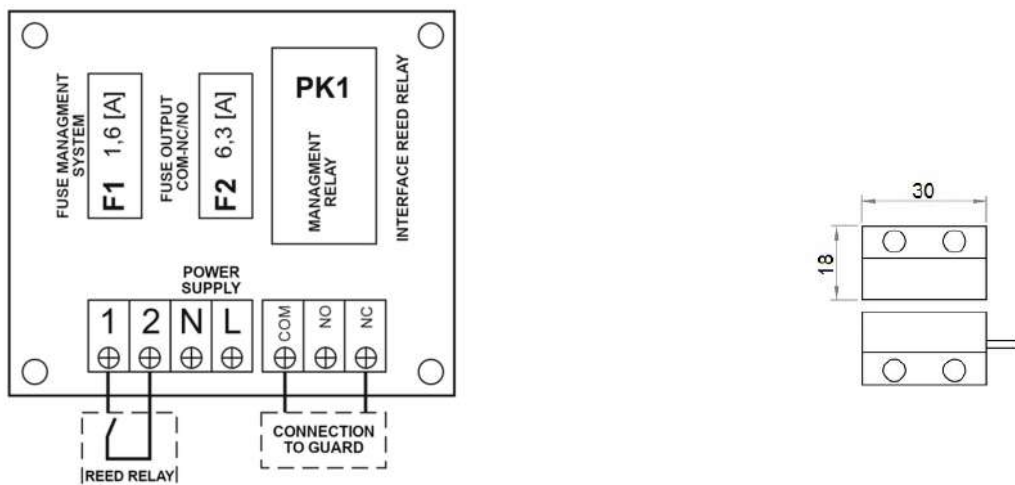 FUSE MANAGMENT
SYSTEM
F1 1,6 [A]
FUSE OUTPUT
COM-NC/NO
F2 6,3 [A]
PK1
MANAGMENT
RELAY
INTERFACE REED RELAY
POWER
SUPPLY
1 2 N L
COM NO NC
REED RELAY
CONNECTION
TO GUARD
30
18